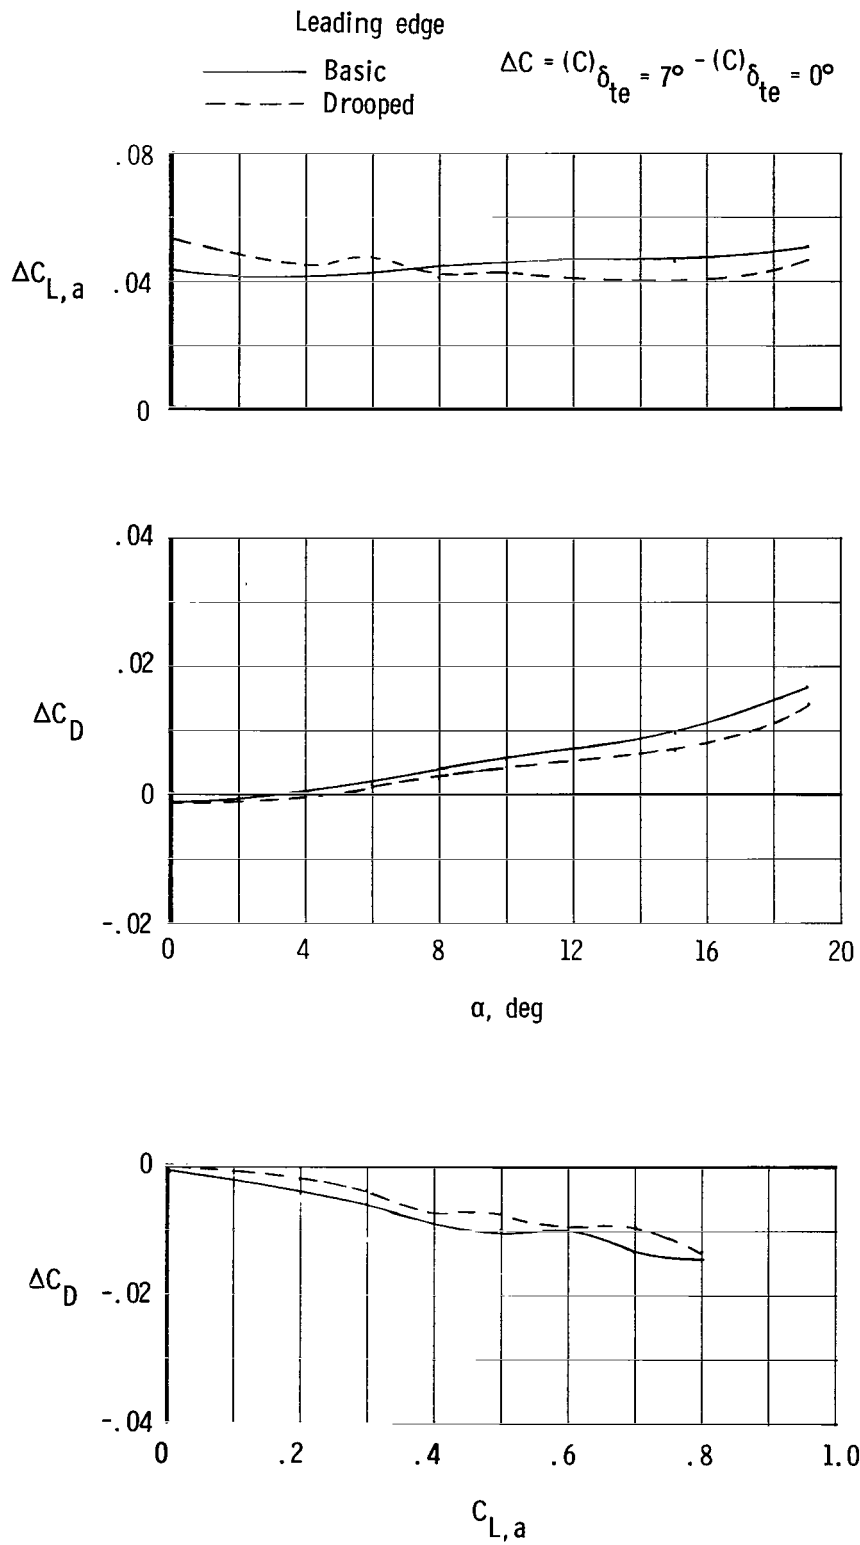 Leading edge
Basic
Drooped
ΔC = (C)δte = 7° - (C)δte = 0°
.08
ΔCL,a
.04
0
.04
.02
ΔCD
0
-.02
0 4 8 12 16 20
α, deg
0
ΔCD
-.02
-.04
0 .2 .4 .6 .8 1.0
CL,a